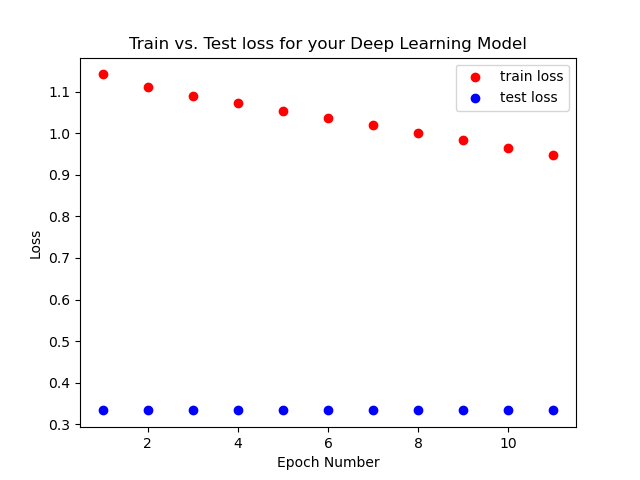 Train vs. Test loss for your Deep Learning Model
train loss
test loss
1.1
1.0
0.9
0.8
0.7
0.6
0.5
0.4
0.3
Loss
2 4 6 8 10
Epoch Number